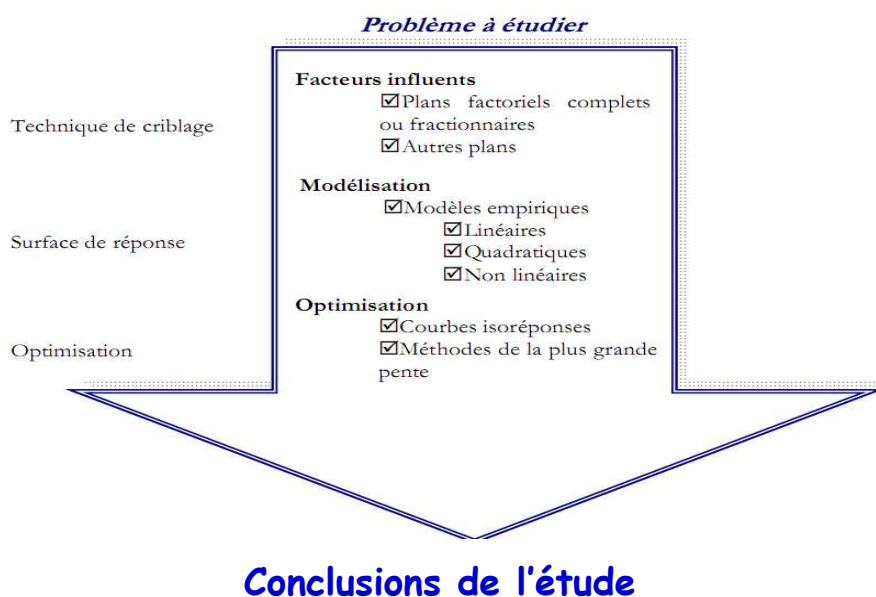 Problème à étudier
Facteurs influents
☑Plans factoriels complets
Technique de criblage
ou fractionnaires
☑Autres plans
Modélisation
☑Modèles empiriques
☑Linéaires
Surface de réponse
☑Quadratiques
☑Non linéaires
Optimisation
☑Courbes isoréponses
Optimisation
☑Méthodes de la plus grande
pente
Conclusions de l'étude